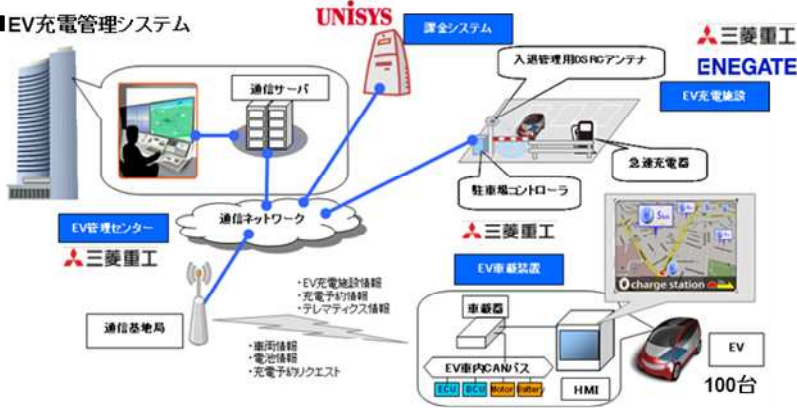 EV充電管理システム
UNiSYS
課金システム
三菱重工
ENEGATE
EV充電施設
入退管理用DSRCアンテナ
通信サーバ
急速充電器
駐車場コントローラ
通信ネットワーク
EV管理センター
三菱重工
三菱重工
EV車載装置
・EV充電施設情報
・充電予約情報
・テレマティクス情報
通信基地局
・車両情報
・電池情報
・充電予約リクエスト
車載器
EV車内CANバス
ECU
BCU
Motor
Battery
HMI
charge station
EV
100台